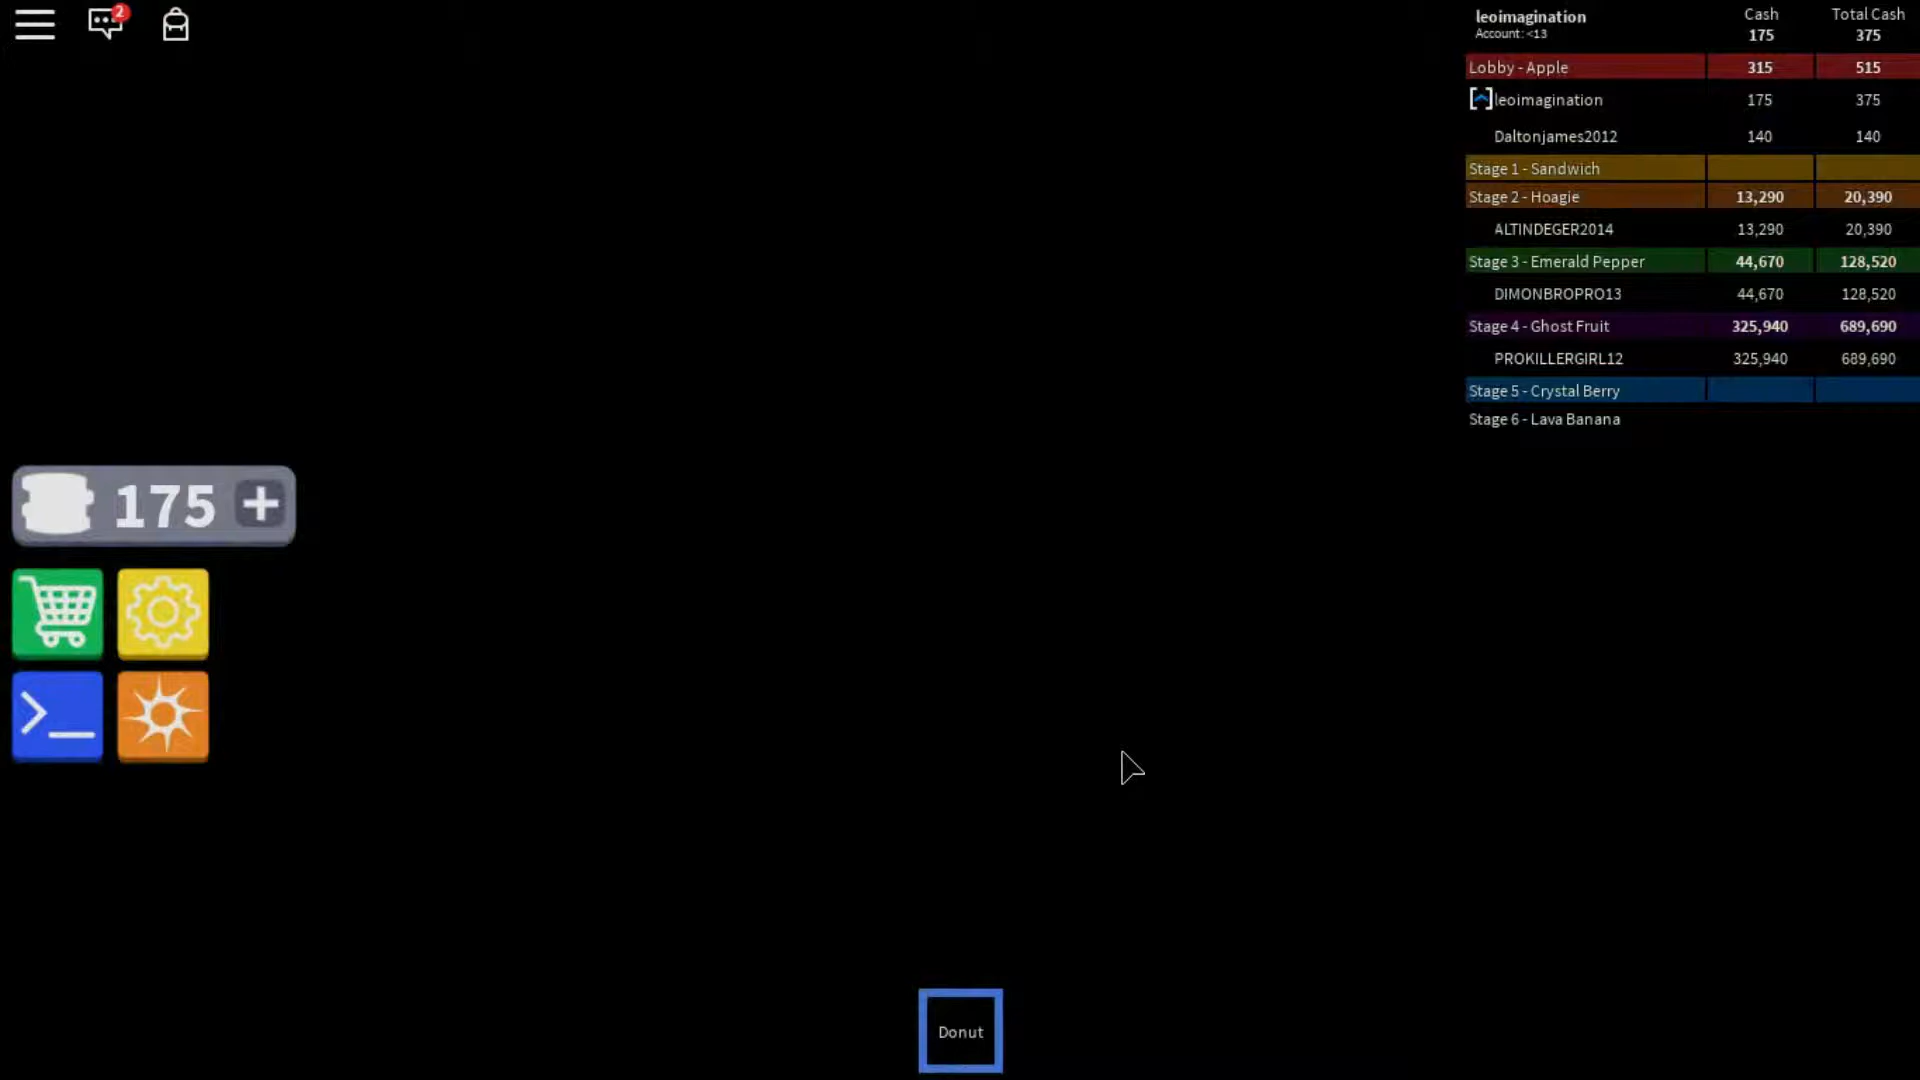 2
leoimagination Cash Total Cash
Account: <13 175 375
Lobby - Apple 315 515
leoimagination 175 375
Daltonjames2012 140 140
Stage 1 - Sandwich
Stage 2 - Hoagie 13,290 20,390
ALTINDEGER2014 13,290 20,390
Stage 3 - Emerald Pepper 44,670 128,520
DIMONBROPRO13 44,670 128,520
Stage 4 - Ghost Fruit 325,940 689,690
PROKILLERGIRL12 325,940 689,690
Stage 5 - Crystal Berry
Stage 6 - Lava Banana
175 +
Donut